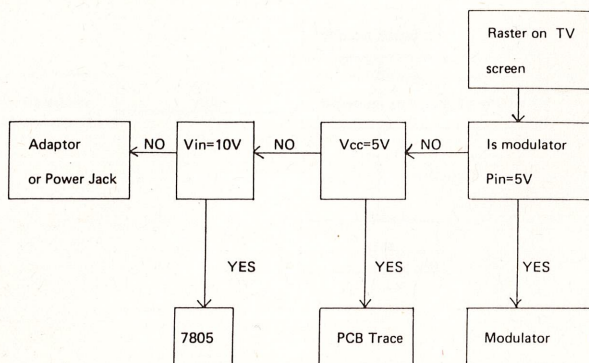 Raster on TV
screen
Adaptor
or Power Jack
NO
Vin=10V
NO
Vcc=5V
NO
Is modulator
Pin=5V
YES
YES
YES
7805
PCB Trace
Modulator